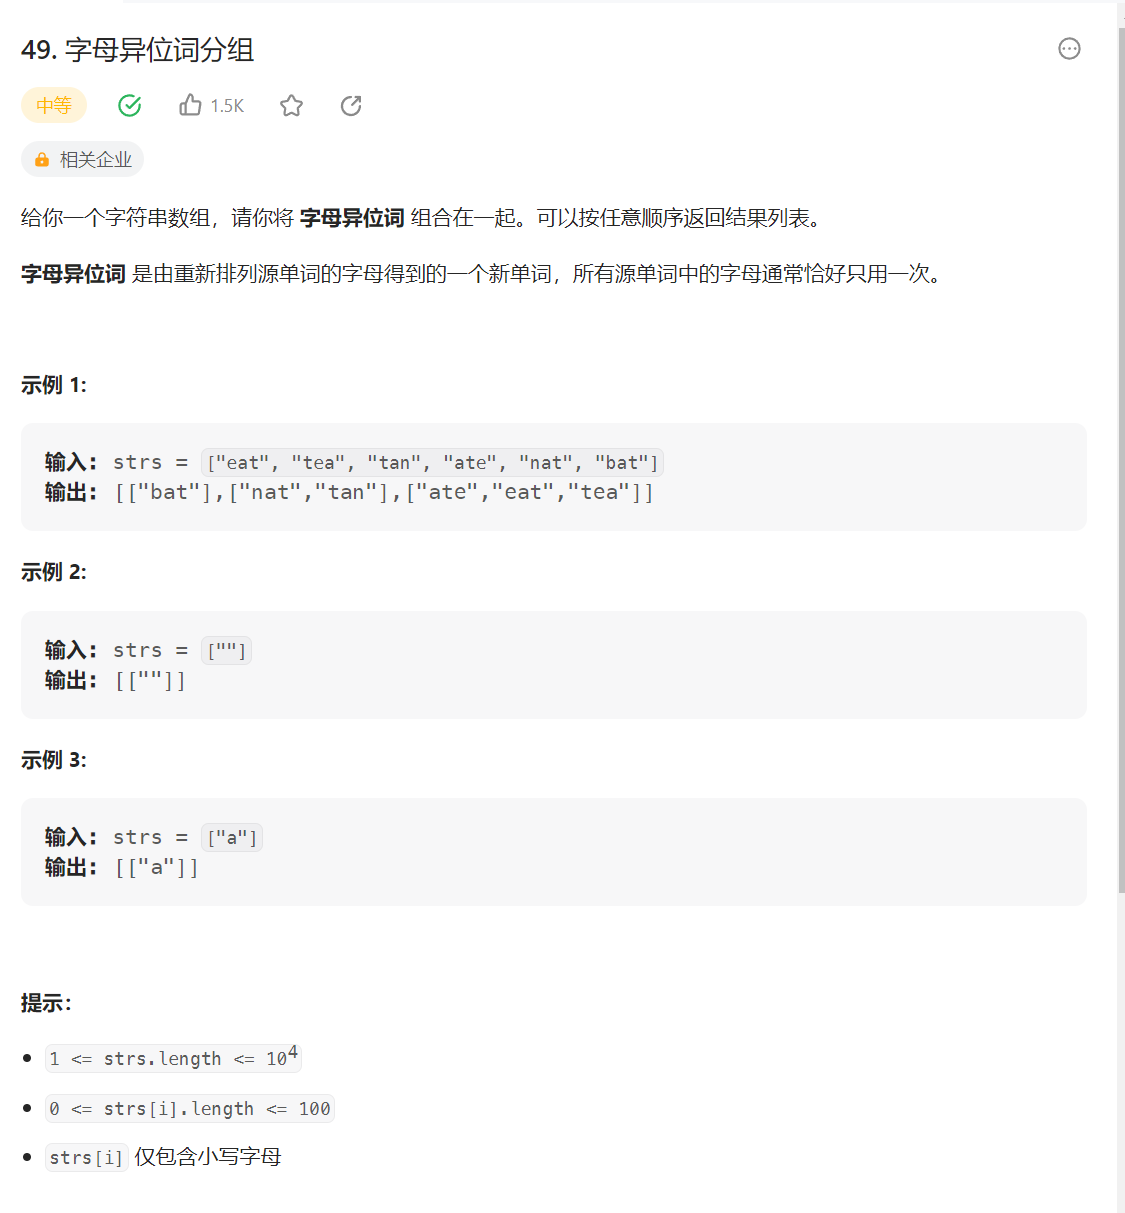 49. 字母异位词分组
中等 1.5K
相关企业
给你一个字符串数组，请你将 字母异位词 组合在一起。可以按任意顺序返回结果列表。
字母异位词 是由重新排列源单词的字母得到的一个新单词，所有源单词中的字母通常恰好只用一次。
示例 1:
输入: strs = ["eat", "tea", "tan", "ate", "nat", "bat"]
输出: [["bat"],["nat","tan"],["ate","eat","tea"]]
示例 2:
输入: strs = [""]
输出: [[""]]
示例 3:
输入: strs = ["a"]
输出: [["a"]]
提示：
1 <= strs.length <= 10⁴
0 <= strs[i].length <= 100
strs[i] 仅包含小写字母